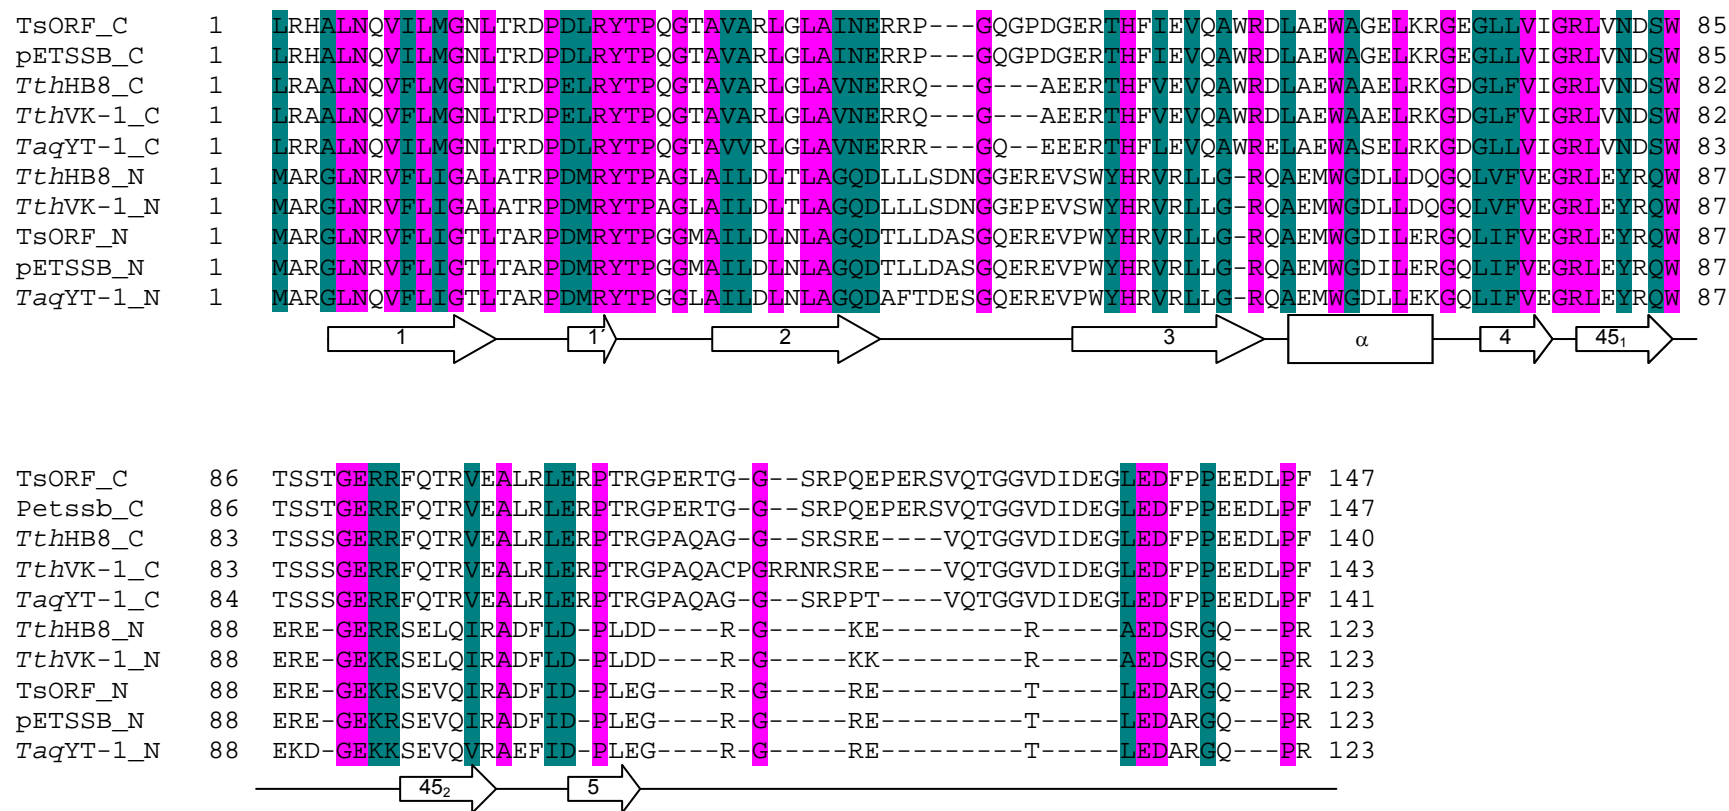 TsORF_C 1 LRHALNQVILMGNLTRDPDLRYTPQGTAVARLGLAINERRP---GQGPDGERTHFIEVQAWRDLAEWAGELKRGEGLLVIGRLVNDSW 85
pETSSB_C 1 LRHALNQVILMGNLTRDPDLRYTPQGTAVARLGLAINERRP---GQGPDGERTHFIEVQAWRDLAEWAGELKRGEGLLVIGRLVNDSW 85
TthHB8_C 1 LRAALNQVFLMGNLTRDPELRYTPQGTAVARLGLAVNERRQ---G---AEERTHFVEVQAWRDLAEWAAELRKGDGLFVIGRLVNDSW 82
TthVK-1_C 1 LRAALNQVFLMGNLTRDPELRYTPQGTAVARLGLAVNERRQ---G---AEERTHFVEVQAWRDLAEWAAELRKGDGLFVIGRLVNDSW 82
TaqYT-1_C 1 LRRALNQVILMGNLTRDPDLRYTPQGTAVVRLGLAVNERRR---GQ--EEERTHFLEVQAWRELAEWASELRKGDGLLVIGRLVNDSW 83
TthHB8_N 1 MARGLNRVFLIGALATRPDMRYTPAGLAILDLTLAGQDLLLSDNGGEREVSWYHRVRLLG-RQAEMWGDLLDQGQLVFVEGRLEYRQW 87
TthVK-1_N 1 MARGLNRVFLIGALATRPDMRYTPAGLAILDLTLAGQDLLLSDNGGEPEVSWYHRVRLLG-RQAEMWGDLLDQGQLVFVEGRLEYRQW 87
TsORF_N 1 MARGLNRVFLIGTLTARPDMRYTPGGMAILDLNLAGQDTLLDASGQEREVPWYHRVRLLG-RQAEMWGDILERGQLIFVEGRLEYRQW 87
pETSSB_N 1 MARGLNRVFLIGTLTARPDMRYTPGGMAILDLNLAGQDTLLDASGQEREVPWYHRVRLLG-RQAEMWGDILERGQLIFVEGRLEYRQW 87
TaqYT-1_N 1 MARGLNQVFLIGTLTARPDMRYTPGGLAILDLNLAGQDAFTDESGQEREVPWYHRVRLLG-RQAEMWGDLLEKGQLIFVEGRLEYRQW 87
1 1´ 2 3 α 4 45₁
TsORF_C 86 TSSTGERRFQTRVEALRLERPTRGPERTG-G--SRPQEPERSVQTGGVDIDEGLEDFPPEEDLPF 147
Petssb_C 86 TSSTGERRFQTRVEALRLERPTRGPERTG-G--SRPQEPERSVQTGGVDIDEGLEDFPPEEDLPF 147
TthHB8_C 83 TSSSGERRFQTRVEALRLERPTRGPAQAG-G--SRSRE----VQTGGVDIDEGLEDFPPEEDLPF 140
TthVK-1_C 83 TSSSGERRFQTRVEALRLERPTRGPAQACPGRRNRSRE----VQTGGVDIDEGLEDFPPEEDLPF 143
TaqYT-1_C 84 TSSSGERRFQTRVEALRLERPTRGPAQAG-G--SRPPT----VQTGGVDIDEGLEDFPPEEDLPF 141
TthHB8_N 88 ERE-GERRSELQIRADFLD-PLDD----R-G-----KE---------R-----AEDSRGQ---PR 123
TthVK-1_N 88 ERE-GEKRSELQIRADFLD-PLDD----R-G-----KK---------R-----AEDSRGQ---PR 123
TsORF_N 88 ERE-GEKRSEVQIRADFID-PLEG----R-G-----RE---------T-----LEDARGQ---PR 123
pETSSB_N 88 ERE-GEKRSEVQIRADFID-PLEG----R-G-----RE---------T-----LEDARGQ---PR 123
TaqYT-1_N 88 EKD-GEKKSEVQVRAEFID-PLEG----R-G-----RE---------T-----LEDARGQ---PR 123
45₂ 5